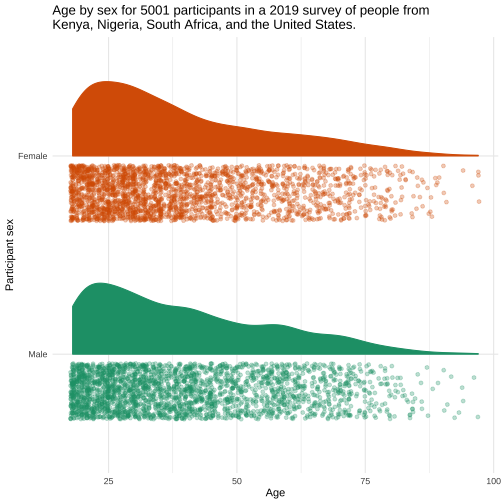 Age by sex for 5001 participants in a 2019 survey of people from
Kenya, Nigeria, South Africa, and the United States.
Female
Participant sex
Male
25
50
75
100
Age